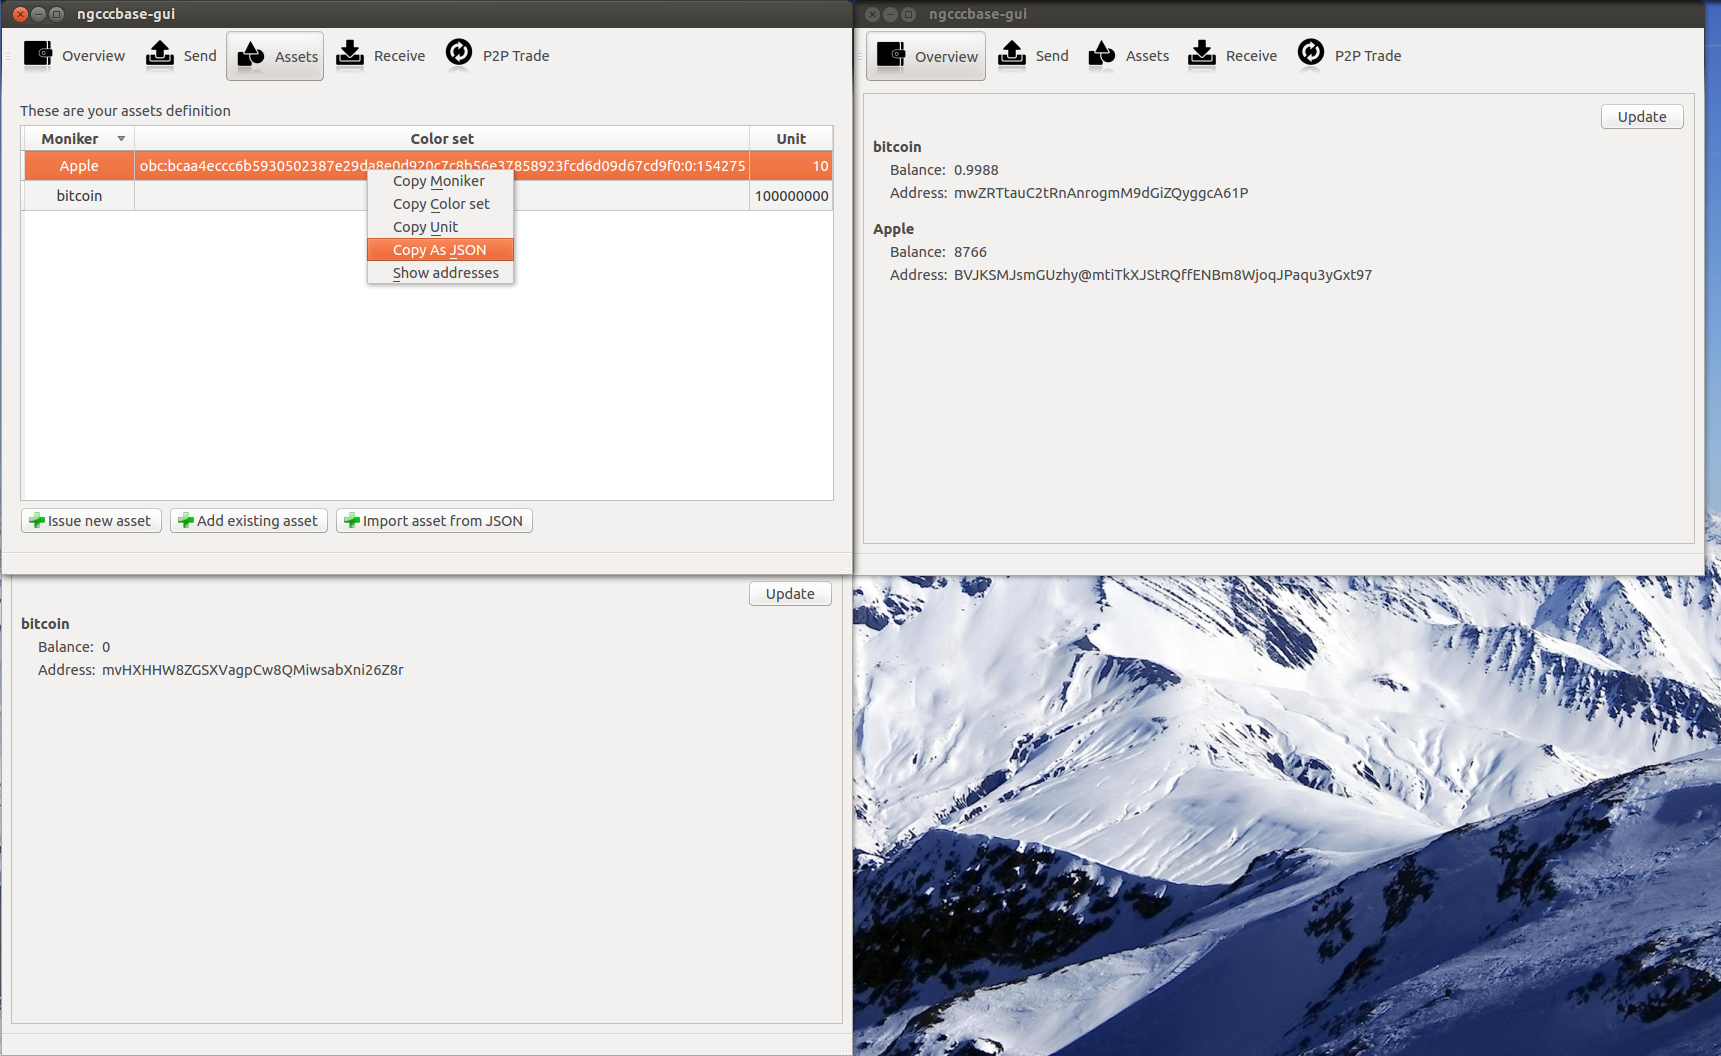 ngcccbase-gui
Overview Send Assets Receive P2P Trade
These are your assets definition
Moniker Color set Unit
Apple obc:bcaa4eccc6b5930502387e29da8e0d920c7c8b56e37858923fcd6d09d67cd9f0:0:154275 10
bitcoin 100000000
Copy Moniker
Copy Color set
Copy Unit
Copy As JSON
Show addresses
Issue new asset Add existing asset Import asset from JSON
ngcccbase-gui
Overview Send Assets Receive P2P Trade
Update
bitcoin
Balance: 0.9988
Address: mwZRTtauC2tRnAnrogmM9dGiZQyggcA61P
Apple
Balance: 8766
Address: BVJKSMJsmGUzhy@mtiTkXJStRQffENBm8WjoqJPaqu3yGxt97
Update
bitcoin
Balance: 0
Address: mvHXHHW8ZGSXVagpCw8QMiwsabXni26Z8r